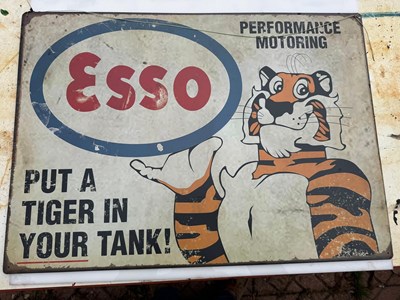 Esso
PERFORMANCE
MOTORING
PUT A
TIGER IN
YOUR TANK!